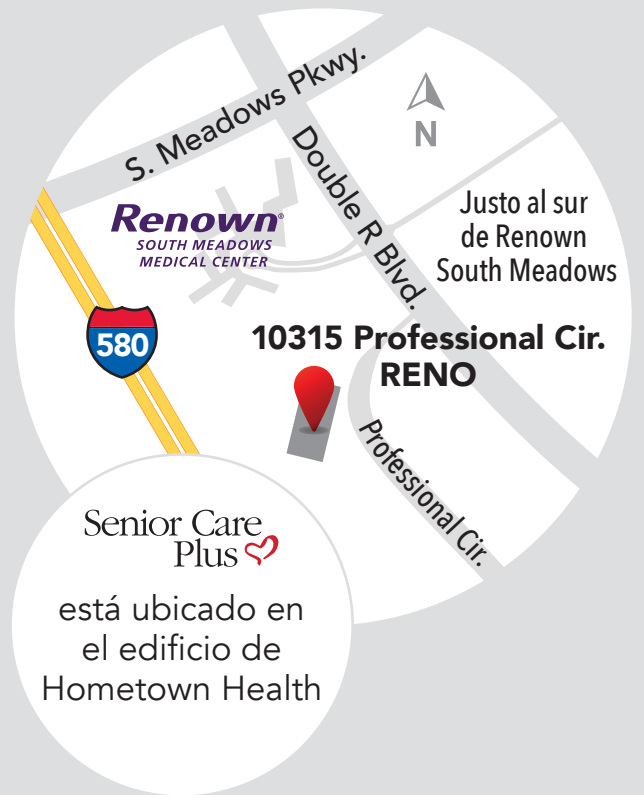 S. Meadows Pkwy.
N
Double R Blvd.
Renown®
SOUTH MEADOWS
MEDICAL CENTER
Justo al sur
de Renown
South Meadows
580
10315 Professional Cir.
RENO
Professional Cir.
Senior Care
Plus
está ubicado en
el edificio de
Hometown Health